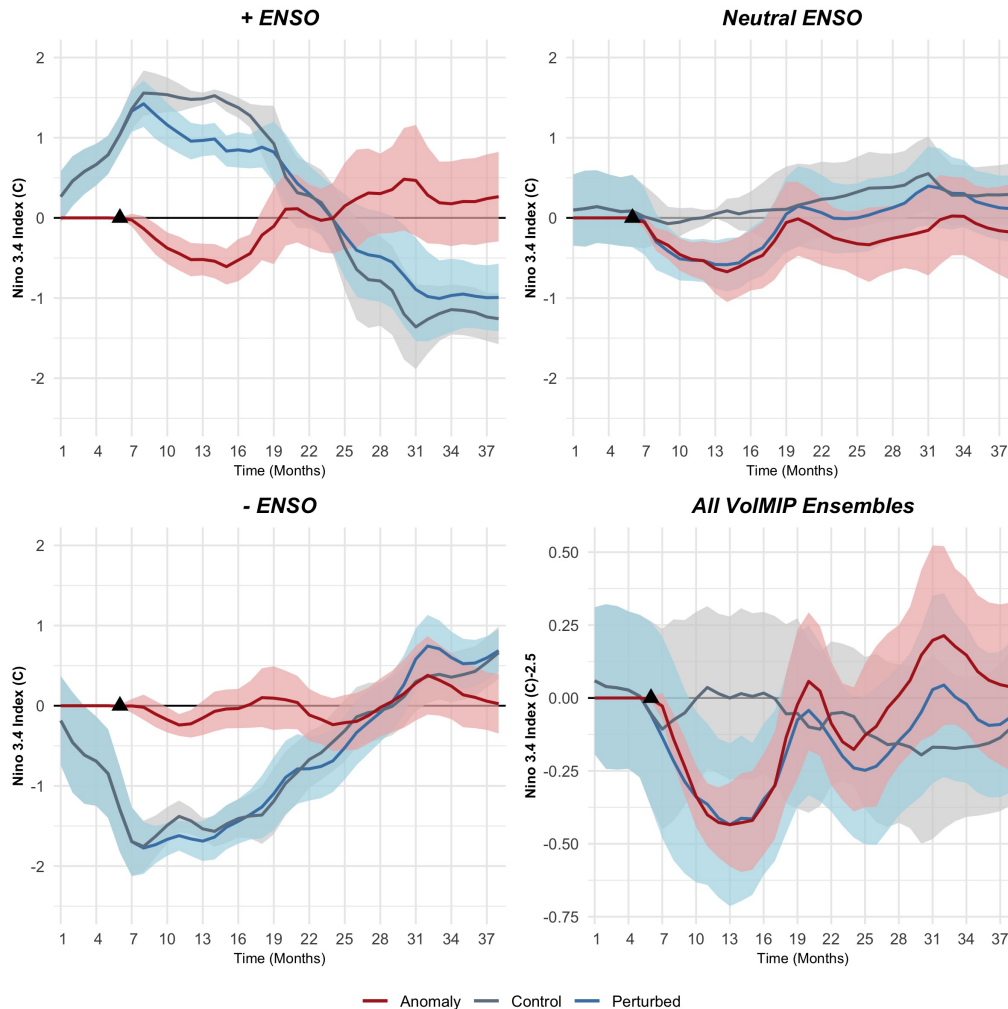 + ENSO
Neutral ENSO
Nino 3.4 Index (C)
2
1
0
-1
-2
1 4 7 10 13 16 19 22 25 28 31 34 37
Time (Months)
Nino 3.4 Index (C)
2
1
0
-1
-2
1 4 7 10 13 16 19 22 25 28 31 34 37
Time (Months)
- ENSO
All VolMIP Ensembles
Nino 3.4 Index (C)
2
1
0
-1
-2
1 4 7 10 13 16 19 22 25 28 31 34 37
Time (Months)
Nino 3.4 Index (C)-2.5
0.50
0.25
0.00
-0.25
-0.50
-0.75
1 4 7 10 13 16 19 22 25 28 31 34 37
Time (Months)
Anomaly Control Perturbed